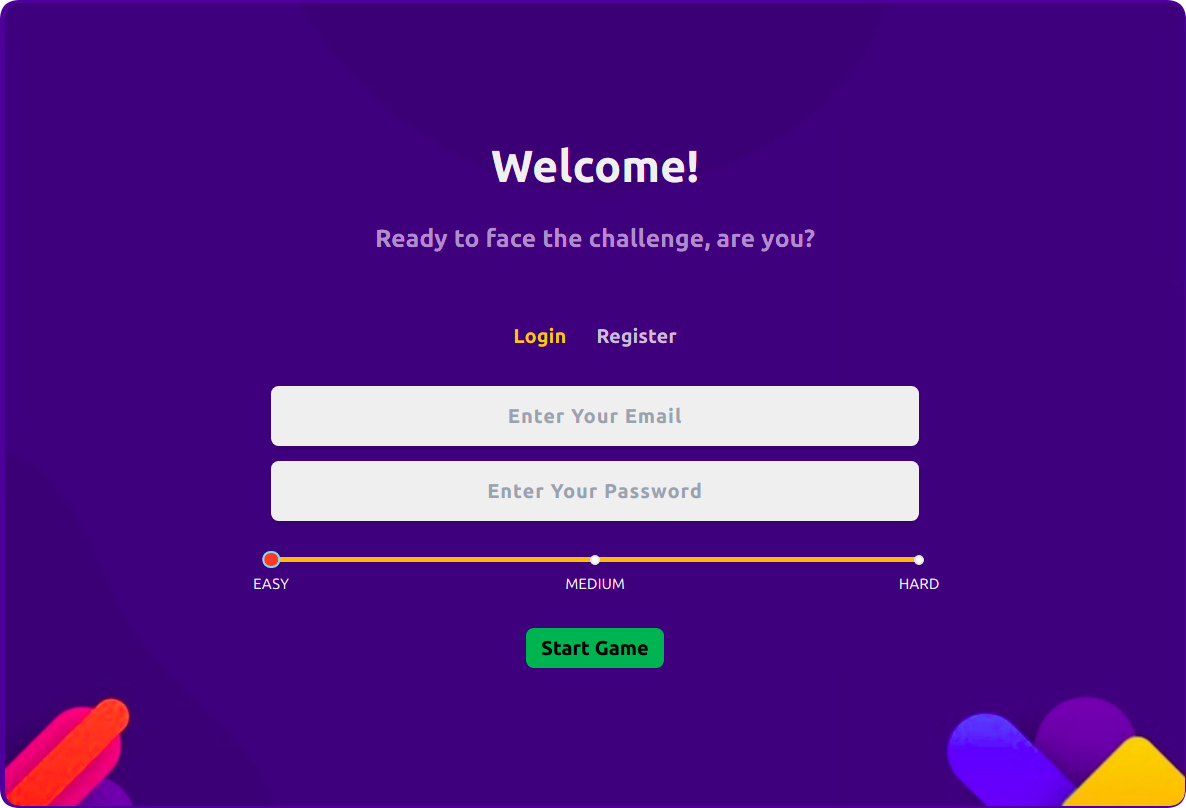 Welcome!
Ready to face the challenge, are you?
Login Register
Enter Your Email
Enter Your Password
EASY MEDIUM HARD
Start Game